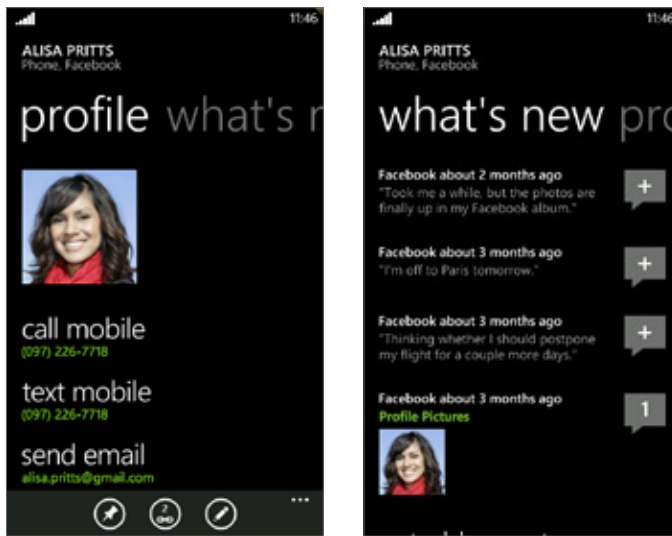 11:46
ALISA PRITTS
Phone, Facebook
profile what's
call mobile
(097) 226-7718
text mobile
(097) 226-7718
send email
alisa.pritts@gmail.com
2
11:46
ALISA PRITTS
Phone, Facebook
what's new pro
Facebook about 2 months ago
"Took me a while, but the photos are
finally up in my Facebook album."
Facebook about 3 months ago
"I'm off to Paris tomorrow."
Facebook about 3 months ago
"Thinking whether I should postpone
my flight for a couple more days."
Facebook about 3 months ago
1
Profile Pictures